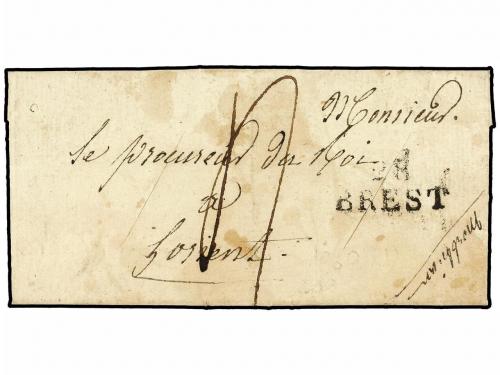 Monsieur.
le procureur du Roi
a
Lorient.
28
BREST